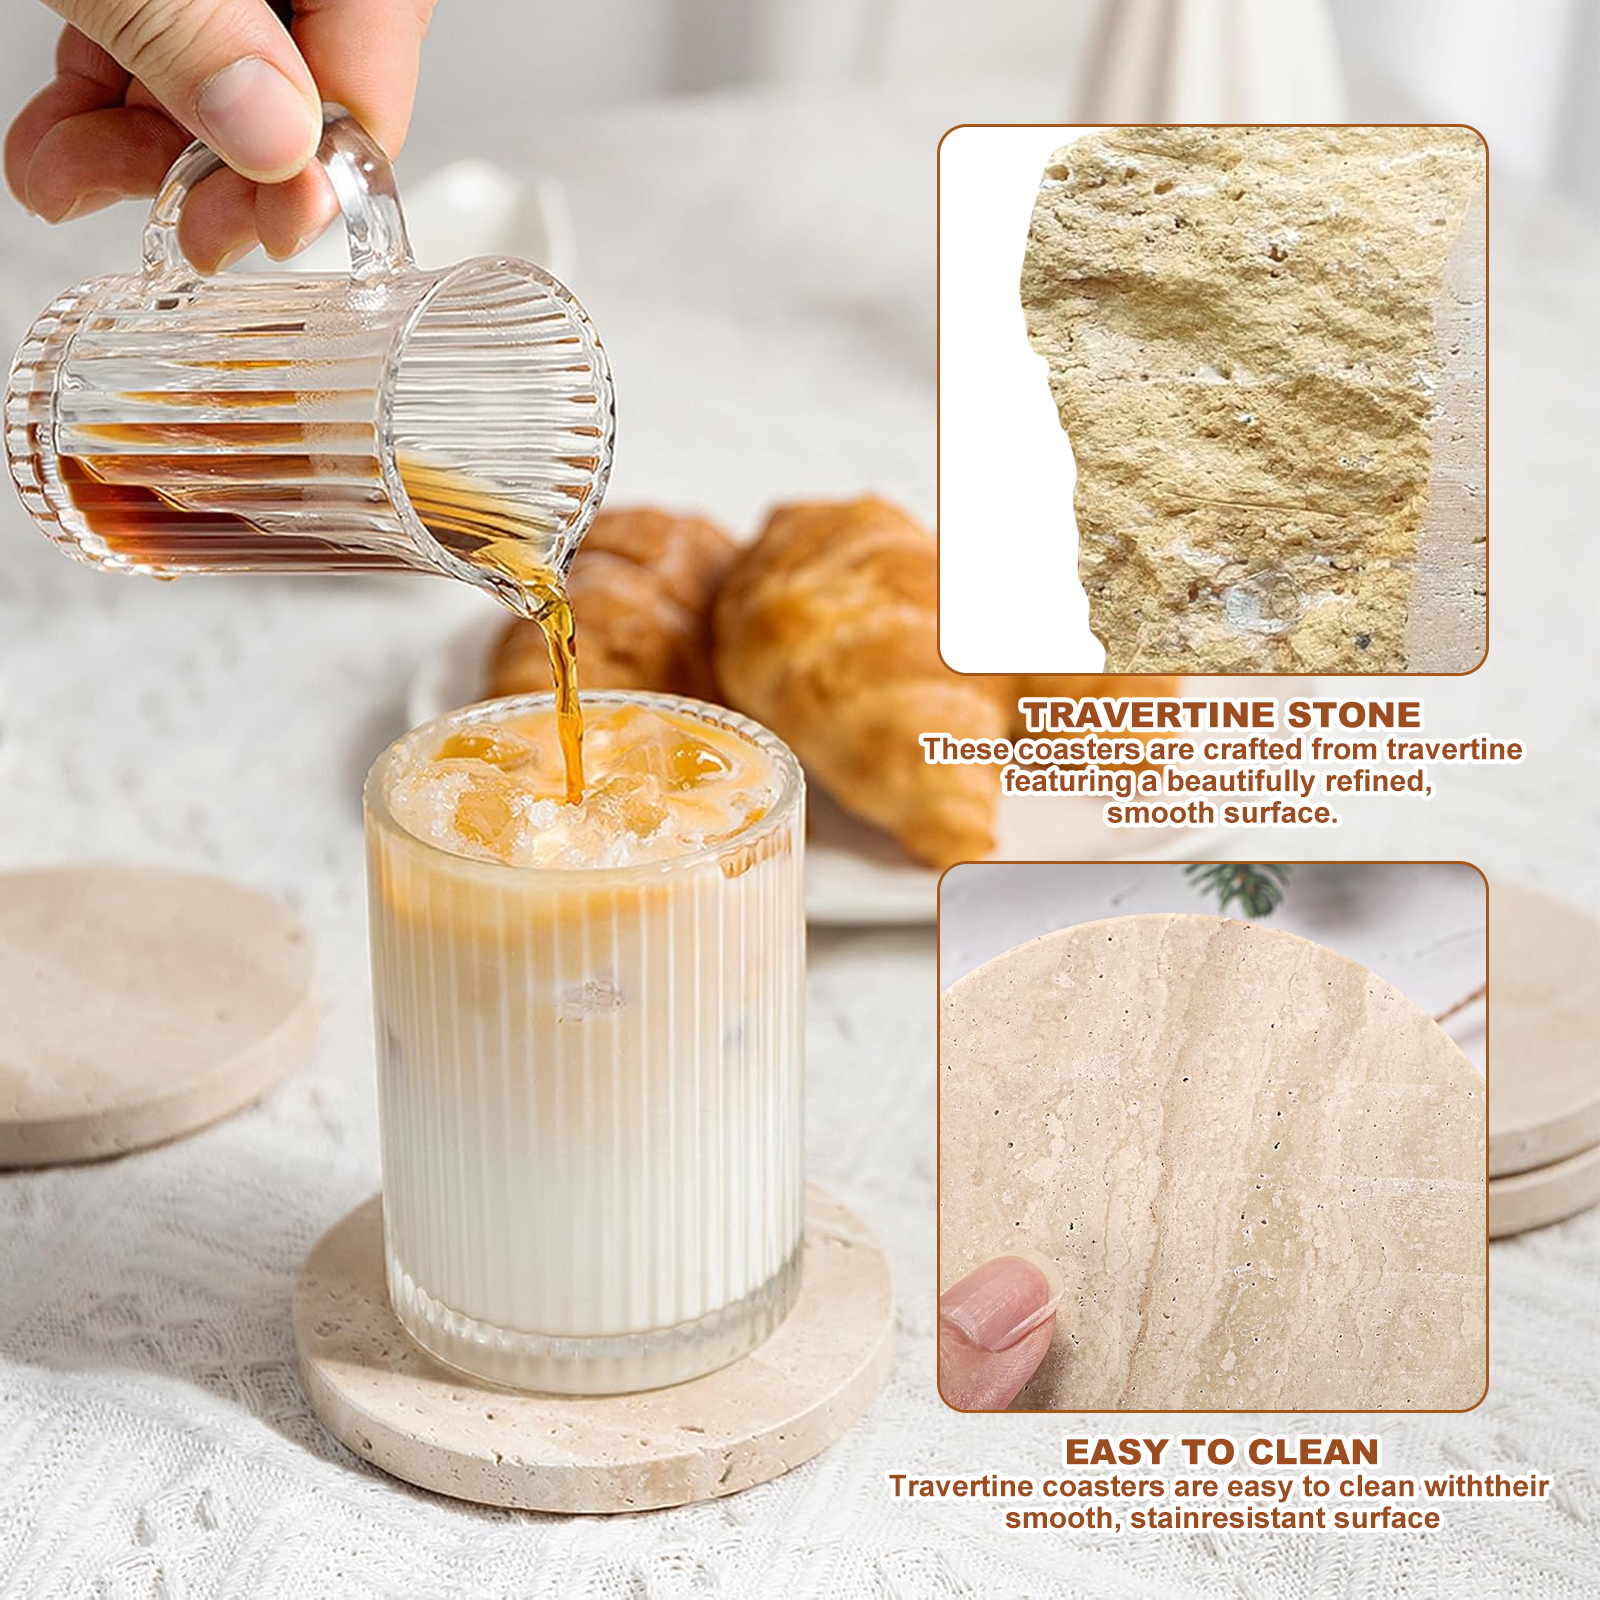 TRAVERTINE STONE
These coasters are crafted from travertine
featuring a beautifully refined,
smooth surface.
EASY TO CLEAN
Travertine coasters are easy to clean withtheir
smooth, stainresistant surface